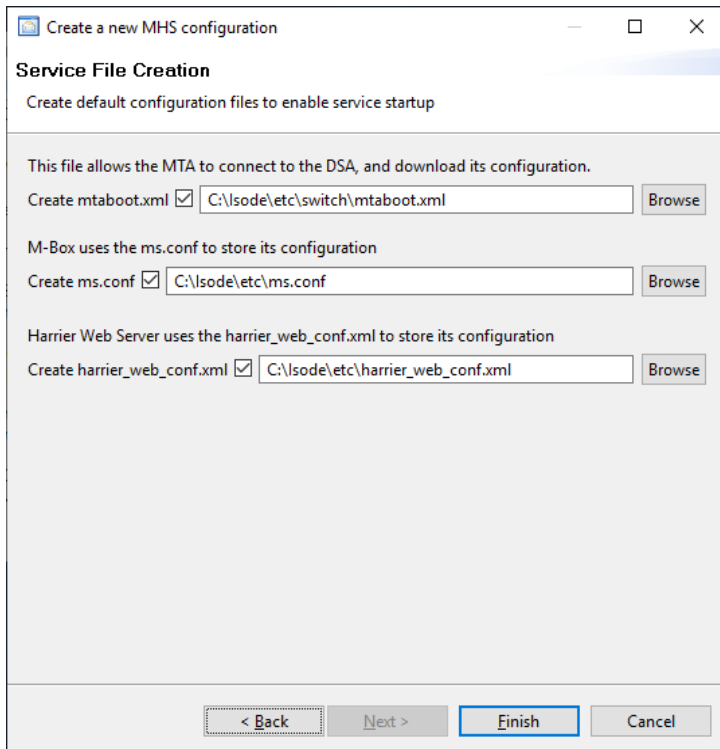 Create a new MHS configuration
Service File Creation
Create default configuration files to enable service startup
This file allows the MTA to connect to the DSA, and download its configuration.
Create mtaboot.xml C:\Isode\etc\switch\mtaboot.xml Browse
M-Box uses the ms.conf to store its configuration
Create ms.conf C:\Isode\etc\ms.conf Browse
Harrier Web Server uses the harrier_web_conf.xml to store its configuration
Create harrier_web_conf.xml C:\Isode\etc\harrier_web_conf.xml Browse
< Back Next > Finish Cancel